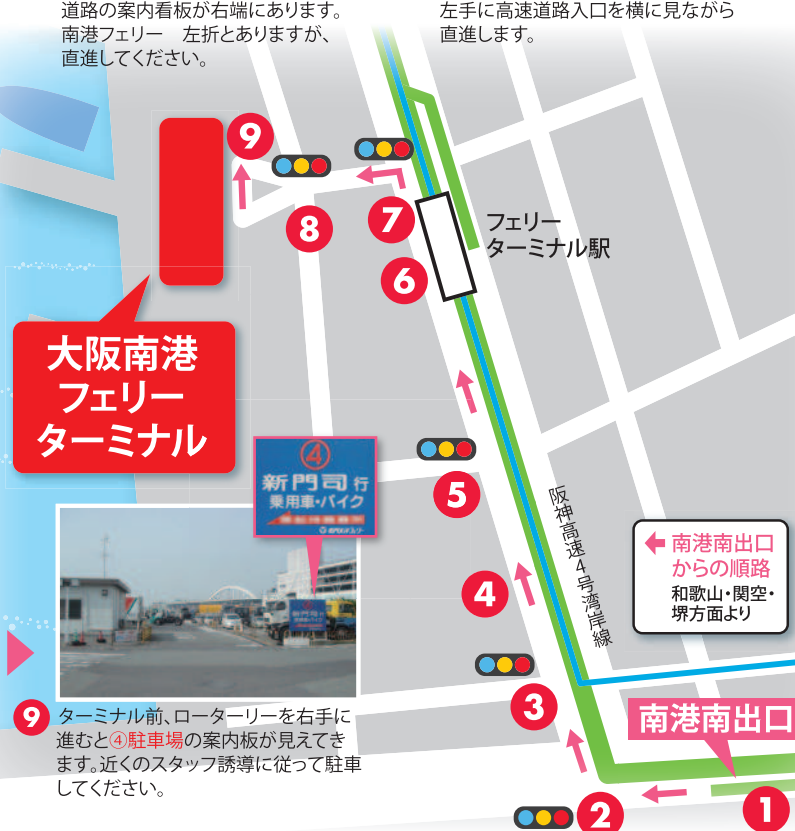 道路の案内看板が右端にあります。
南港フェリー　左折とありますが、
直進してください。
左手に高速道路入口を横に見ながら
直進します。
9
8
7
6
フェリー
ターミナル駅
大阪南港
フェリー
ターミナル
④
新門司行
乗用車・バイク
5
阪神高速4号湾岸線
4
南港南出口
からの順路
和歌山・関空・
堺方面より
新門司行
3
南港南出口
9
ターミナル前、ローターリーを右手に
進むと④駐車場の案内板が見えてき
ます。近くのスタッフ誘導に従って駐車
してください。
2
1